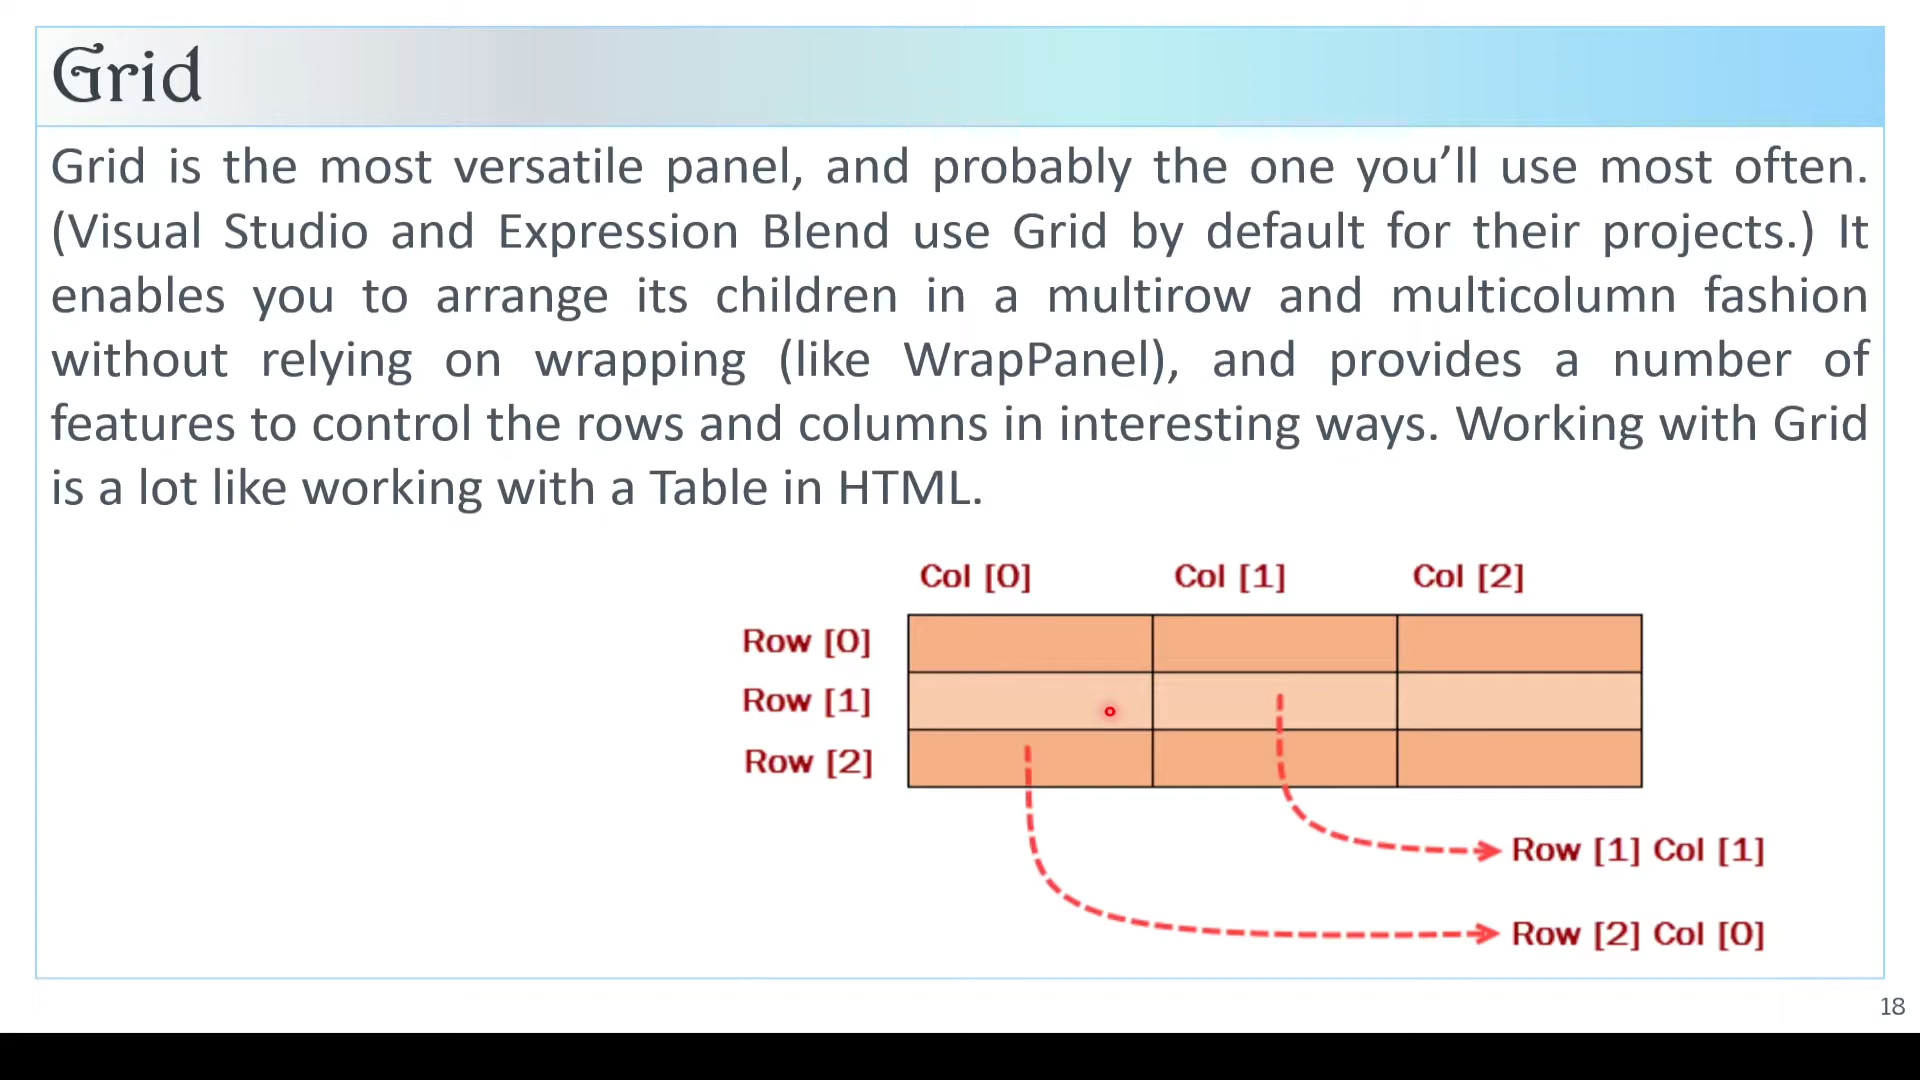 Grid
Grid is the most versatile panel, and probably the one you’ll use most often.
(Visual Studio and Expression Blend use Grid by default for their projects.) It
enables you to arrange its children in a multirow and multicolumn fashion
without relying on wrapping (like WrapPanel), and provides a number of
features to control the rows and columns in interesting ways. Working with Grid
is a lot like working with a Table in HTML.
Col [0] Col [1] Col [2]
Row [0]
Row [1]
Row [2]
Row [1] Col [1]
Row [2] Col [0]
18